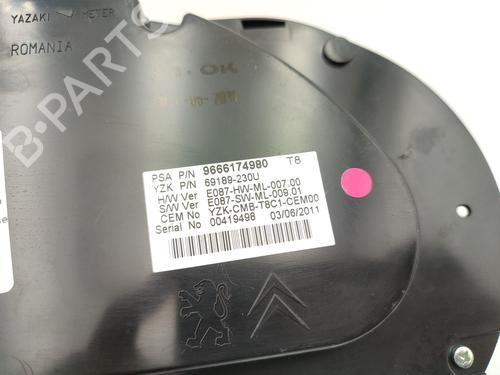 YAZAKI METER
ROMANIA
B-PARTS
OK
PSA P/N 9666174980 T8
YZK P/N 69189-230U
H/W Ver E087-HW-ML-007.00
S/W Ver E087-SW-ML-009.01
CEM No YZK-CMB-T8C1-CEM00
Serial No 00419498 03/06/2011